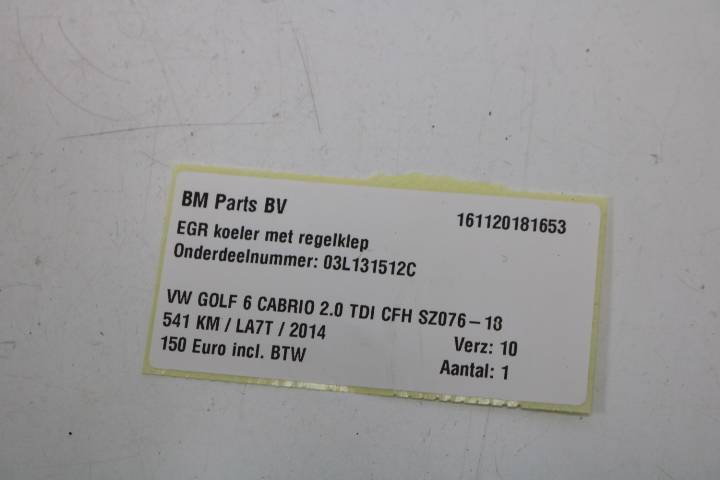 BM Parts BV 161120181653
EGR koeler met regelklep
Onderdeelnummer: 03L131512C
VW GOLF 6 CABRIO 2.0 TDI CFH SZ076-18
541 KM / LA7T / 2014 Verz: 10
150 Euro incl. BTW Aantal: 1